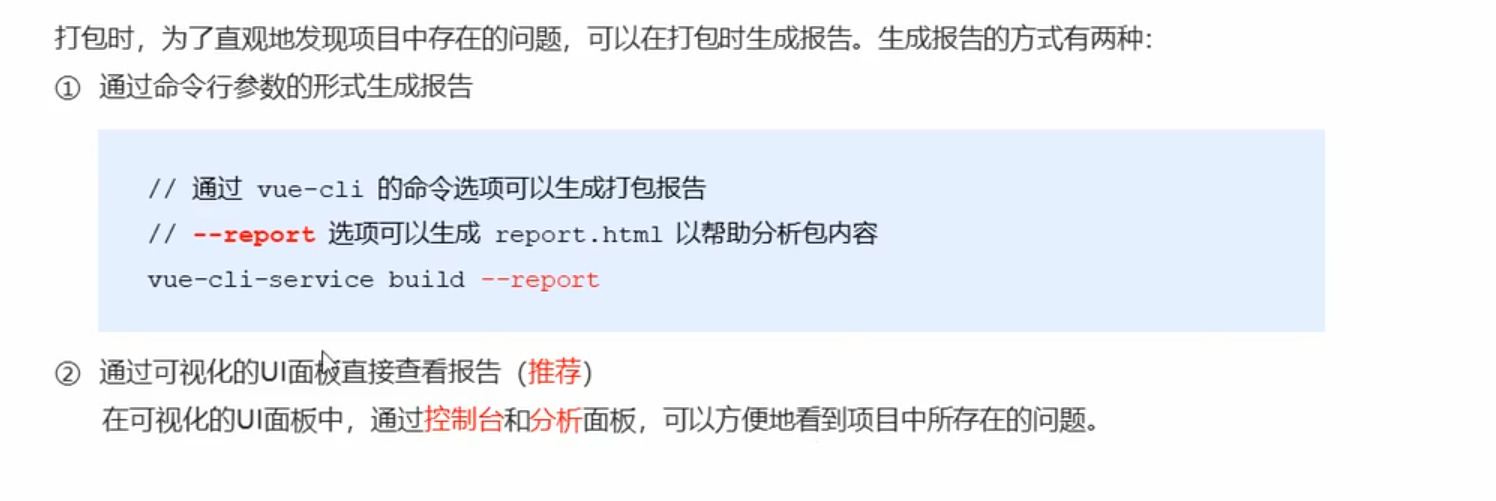 打包时，为了直观地发现项目中存在的问题，可以在打包时生成报告。生成报告的方式有两种：
① 通过命令行参数的形式生成报告
// 通过 vue-cli 的命令选项可以生成打包报告
// --report 选项可以生成 report.html 以帮助分析包内容
vue-cli-service build --report
② 通过可视化的UI面板直接查看报告（推荐）
在可视化的UI面板中，通过控制台和分析面板，可以方便地看到项目中所存在的问题。